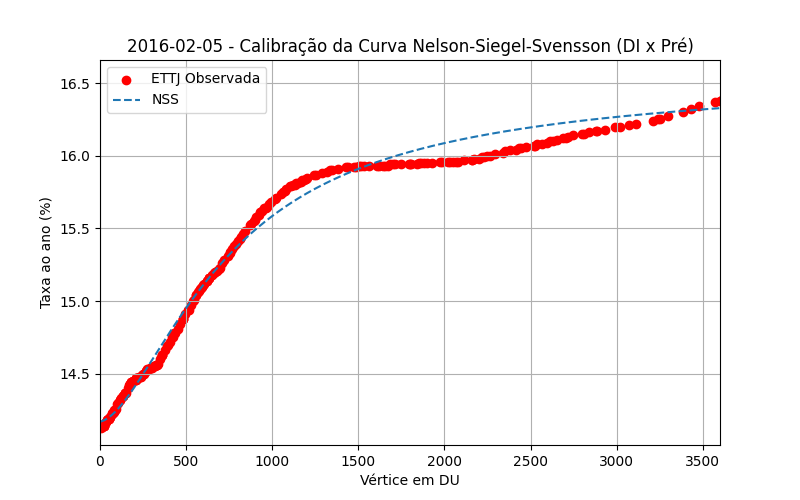 2016-02-05 - Calibração da Curva Nelson-Siegel-Svensson (DI x Pré)
ETTJ Observada
NSS
16.5
16.0
15.5
15.0
14.5
Taxa ao ano (%)
0 500 1000 1500 2000 2500 3000 3500
Vértice em DU